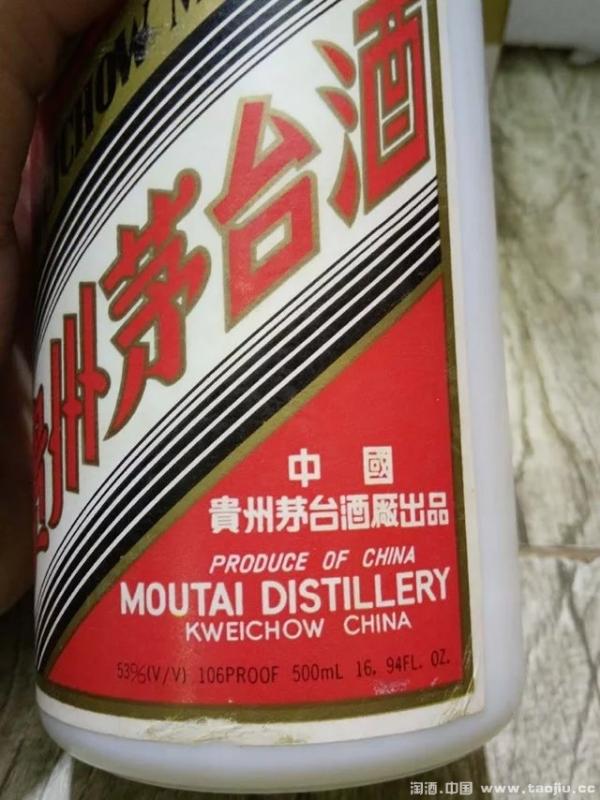 貴州茅台酒
中國
貴州茅台酒廠出品
PRODUCE OF CHINA
MOUTAI DISTILLERY
KWEICHOW CHINA
53%(V/V) 106PROOF 500mL 16. 94FL. OZ.
淘酒.中国 www.taojiu.cc